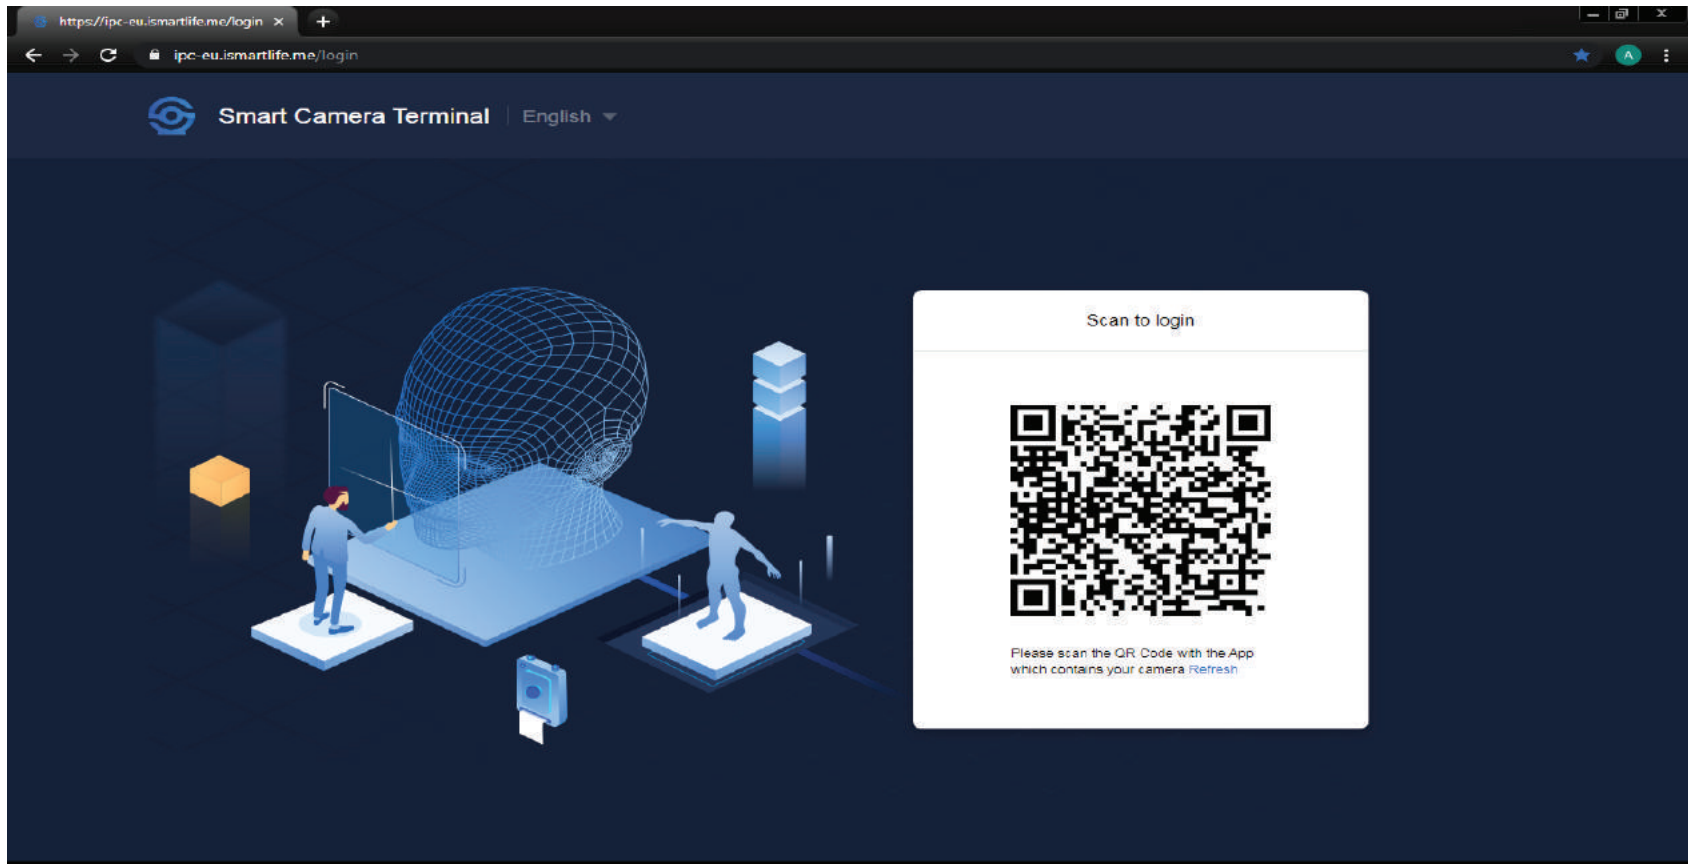 https://ipc-eu.ismartlife.me/login
ipc-eu.ismartlife.me/login
A
Smart Camera Terminal
English
Scan to login
Please scan the QR Code with the App
which contains your camera Refresh